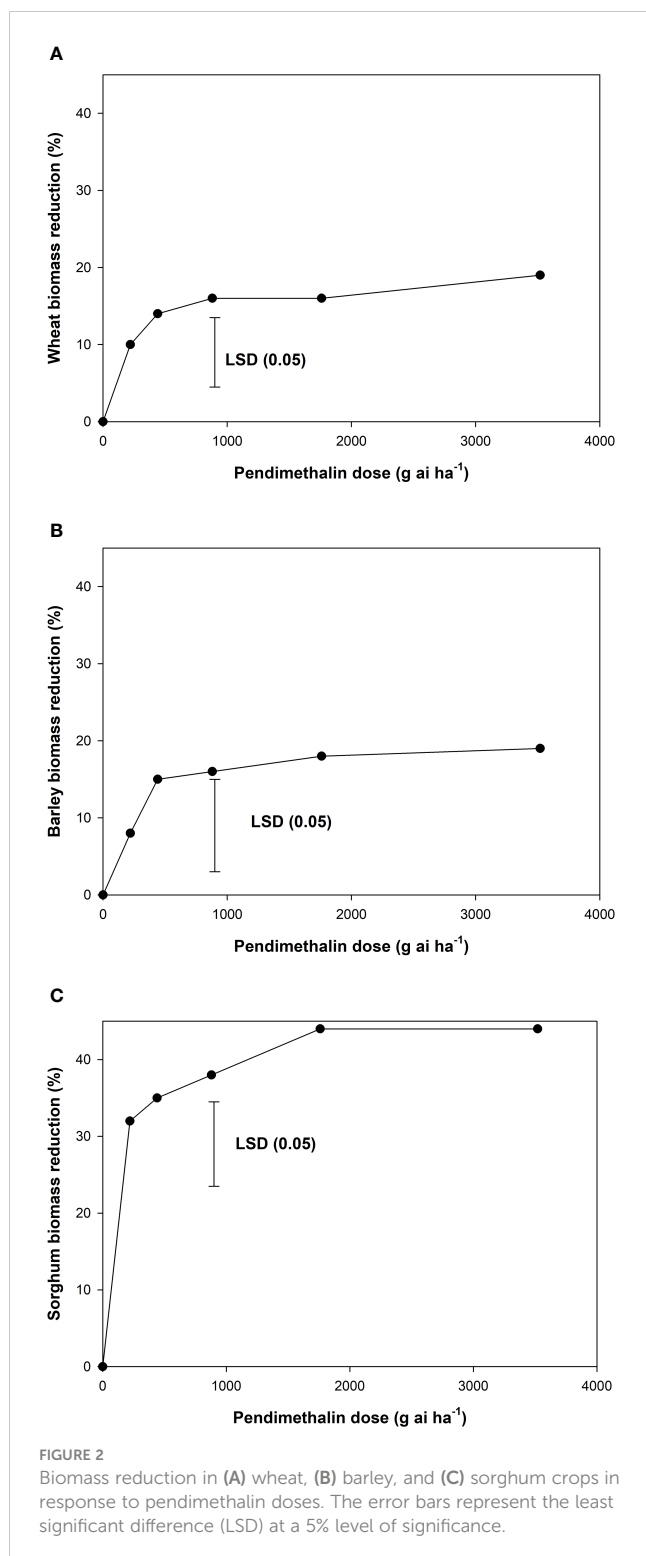 A
Wheat biomass reduction (%)
40
30
20
10
0
LSD (0.05)
0 1000 2000 3000 4000
Pendimethalin dose (g ai ha⁻¹)
B
Barley biomass reduction (%)
40
30
20
10
0
LSD (0.05)
0 1000 2000 3000 4000
Pendimethalin dose (g ai ha⁻¹)
C
Sorghum biomass reduction (%)
40
30
20
10
0
LSD (0.05)
0 1000 2000 3000 4000
Pendimethalin dose (g ai ha⁻¹)
FIGURE 2
Biomass reduction in (A) wheat, (B) barley, and (C) sorghum crops in
response to pendimethalin doses. The error bars represent the least
significant difference (LSD) at a 5% level of significance.